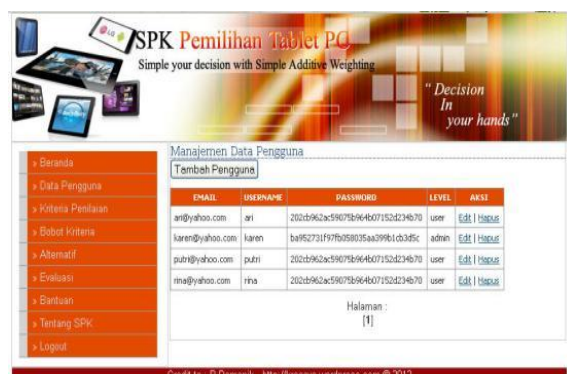 SPK Pemilihan Tablet PC
Simple your decision with Simple Additive Weighting
“ Decision
In
your hands”
» Beranda
» Data Pengguna
» Kriteria Penilaian
» Bobot Kriteria
» Alternatif
» Evaluasi
» Bantuan
» Tentang SPK
» Logout
Manajemen Data Pengguna
Tambah Pengguna
EMAIL USERNAME PASSWORD LEVEL AKSI
ari@yahoo.com ari 202cb962ac59075b964b07152d234b70 user Edit | Hapus
karen@yahoo.com karen admin Edit | Hapus
putri@yahoo.com putri 202cb962ac59075b964b07152d234b70 user Edit | Hapus
rina@yahoo.com rina 202cb962ac59075b964b07152d234b70 user Edit | Hapus
Halaman :
[1]